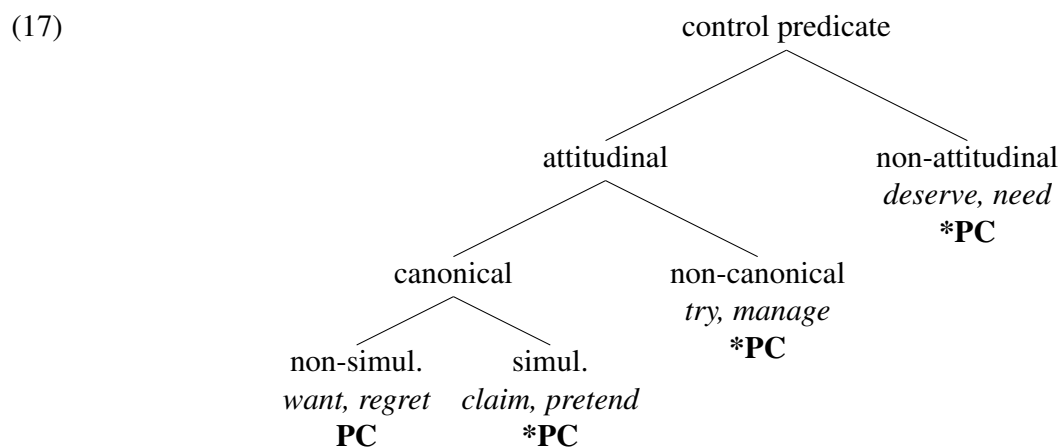 (17) control predicate
attitudinal non-attitudinal
deserve, need
*PC
canonical non-canonical
try, manage
*PC
non-simul. simul.
want, regret claim, pretend
PC *PC